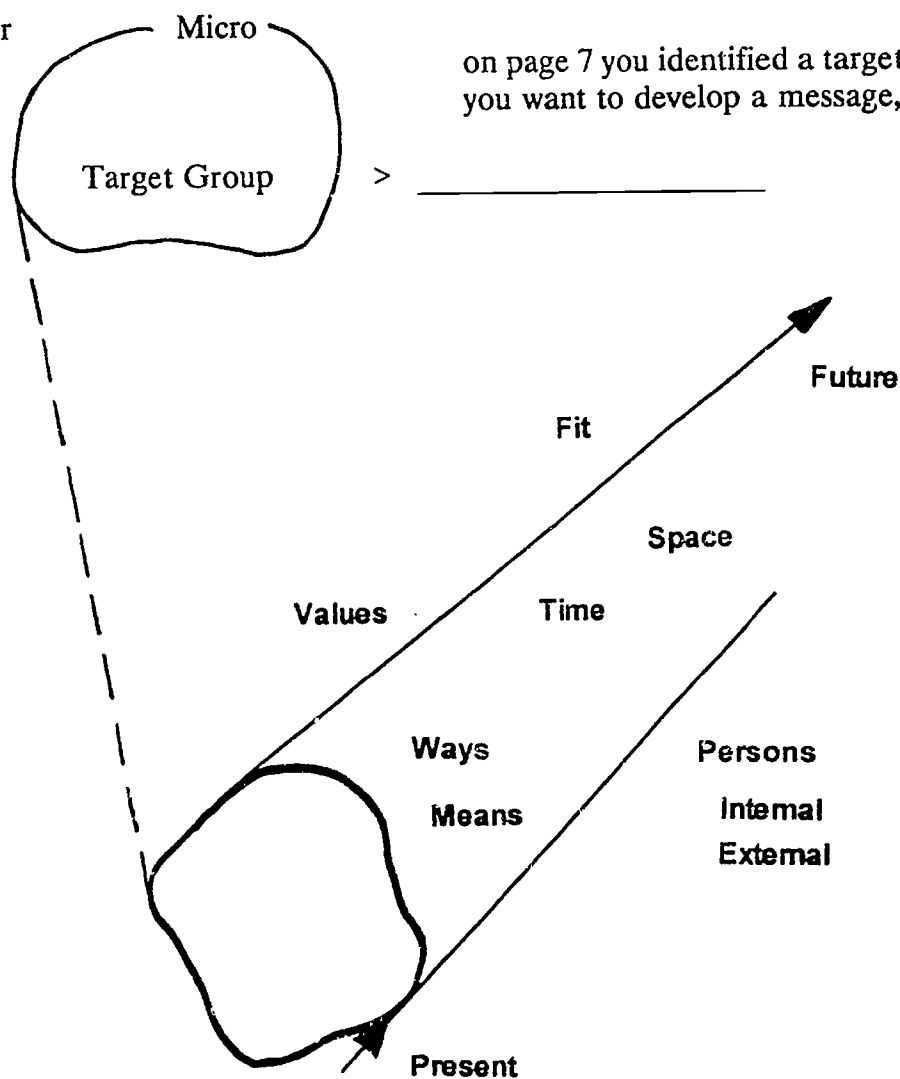 r
Micro
on page 7 you identified a target
you want to develop a message,
Target Group >
Future
Fit
Space
Values Time
Ways Persons
Means Internal
External
Present